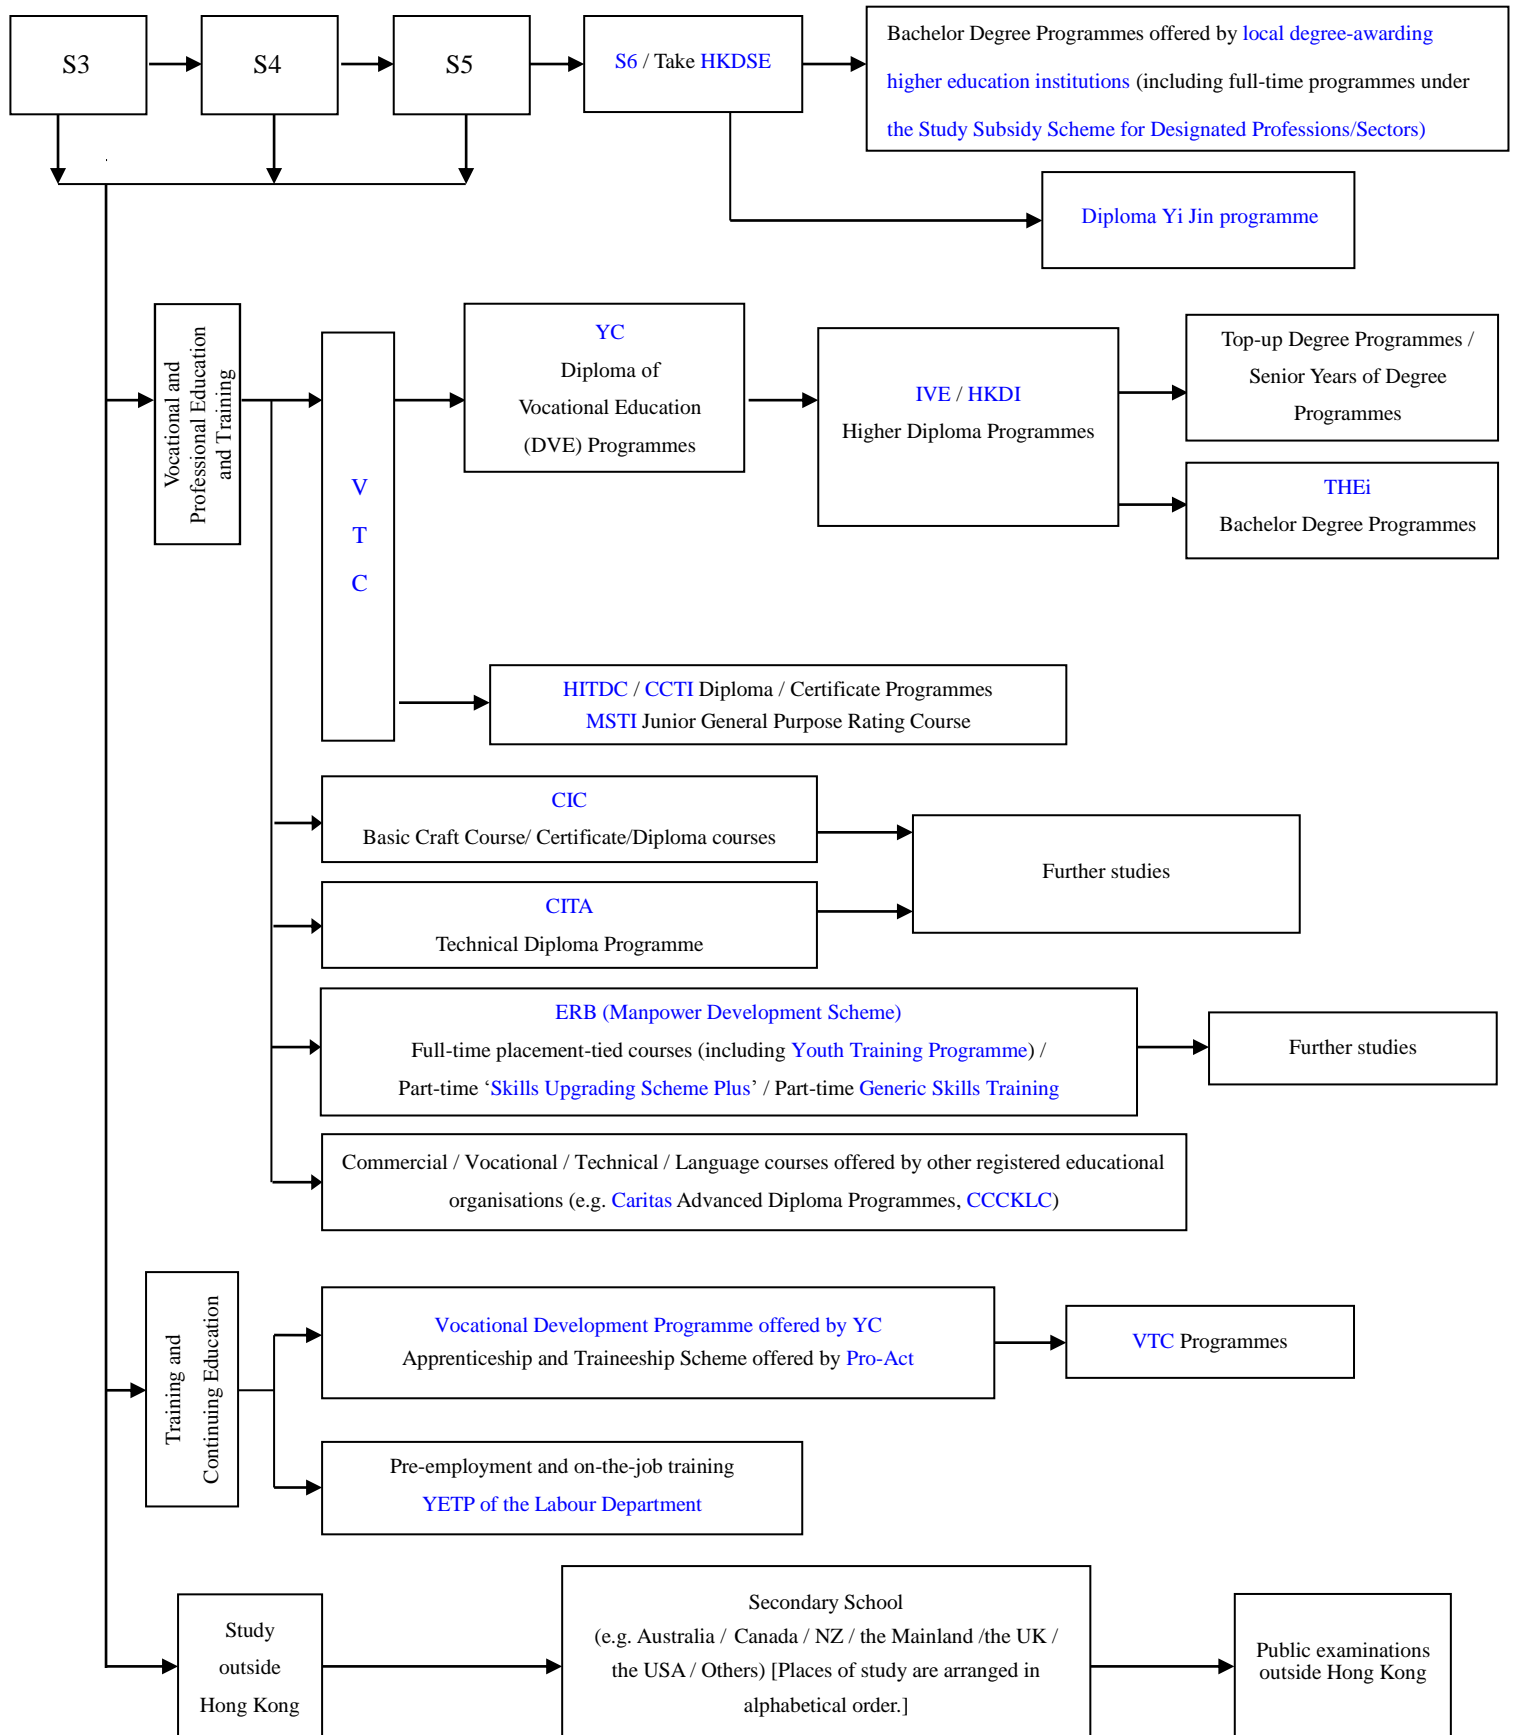 S3
S4
S5
S6 / Take HKDSE
Bachelor Degree Programmes offered by local degree-awarding
higher education institutions (including full-time programmes under
the Study Subsidy Scheme for Designated Professions/Sectors)
Diploma Yi Jin programme
Vocational and
Professional Education
and Training
V
T
C
YC
Diploma of
Vocational Education
(DVE) Programmes
IVE / HKDI
Higher Diploma Programmes
Top-up Degree Programmes /
Senior Years of Degree
Programmes
THEi
Bachelor Degree Programmes
HITDC / CCTI Diploma / Certificate Programmes
MSTI Junior General Purpose Rating Course
CIC
Basic Craft Course/ Certificate/Diploma courses
CITA
Technical Diploma Programme
Further studies
ERB (Manpower Development Scheme)
Full-time placement-tied courses (including Youth Training Programme) /
Part-time ‘Skills Upgrading Scheme Plus’ / Part-time Generic Skills Training
Further studies
Commercial / Vocational / Technical / Language courses offered by other registered educational
organisations (e.g. Caritas Advanced Diploma Programmes, CCCKLC)
Training and
Continuing Education
Vocational Development Programme offered by YC
Apprenticeship and Traineeship Scheme offered by Pro-Act
VTC Programmes
Pre-employment and on-the-job training
YETP of the Labour Department
Study
outside
Hong Kong
Secondary School
(e.g. Australia / Canada / NZ / the Mainland /the UK /
the USA / Others) [Places of study are arranged in
alphabetical order.]
Public examinations
outside Hong Kong